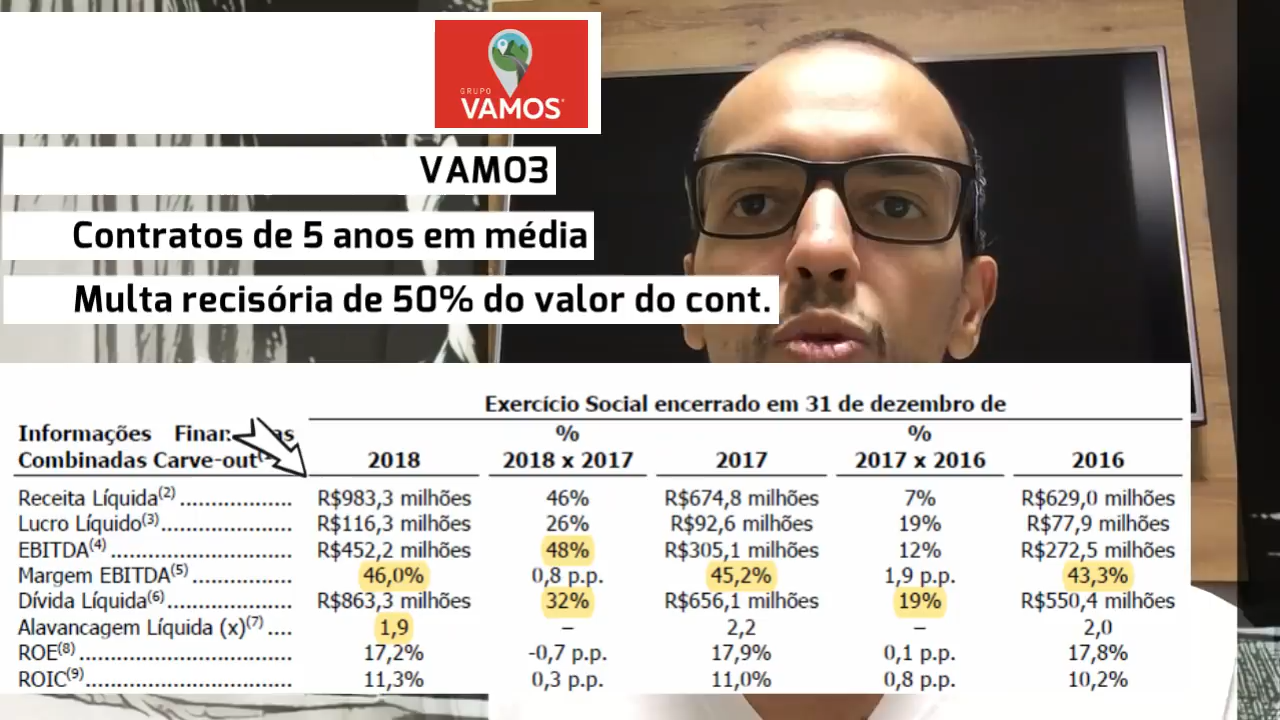 GRUPO
VAMOS
VAMO3
Contratos de 5 anos em média
Multa recisória de 50% do valor do cont.
Exercício Social encerrado em 31 de dezembro de
Informações % %
Combinadas Carve-out 2018 2018 x 2017 2017 2017 x 2016 2016
Receita Líquida(2) R$983,3 milhões 46% R$674,8 milhões 7% R$629,0 milhões
Lucro Líquido(3) R$116,3 milhões 26% R$92,6 milhões 19% R$77,9 milhões
EBITDA(4) R$452,2 milhões 48% R$305,1 milhões 12% R$272,5 milhões
Margem EBITDA(5) 46,0% 0,8 p.p. 45,2% 1,9 p.p. 43,3%
Dívida Líquida(6) R$863,3 milhões 32% R$656,1 milhões 19% R$550,4 milhões
Alavancagem Líquida (x)(7) .... 1,9 – 2,2 – 2,0
ROE(8) 17,2% -0,7 p.p. 17,9% 0,1 p.p. 17,8%
ROIC(9) 11,3% 0,3 p.p. 11,0% 0,8 p.p. 10,2%